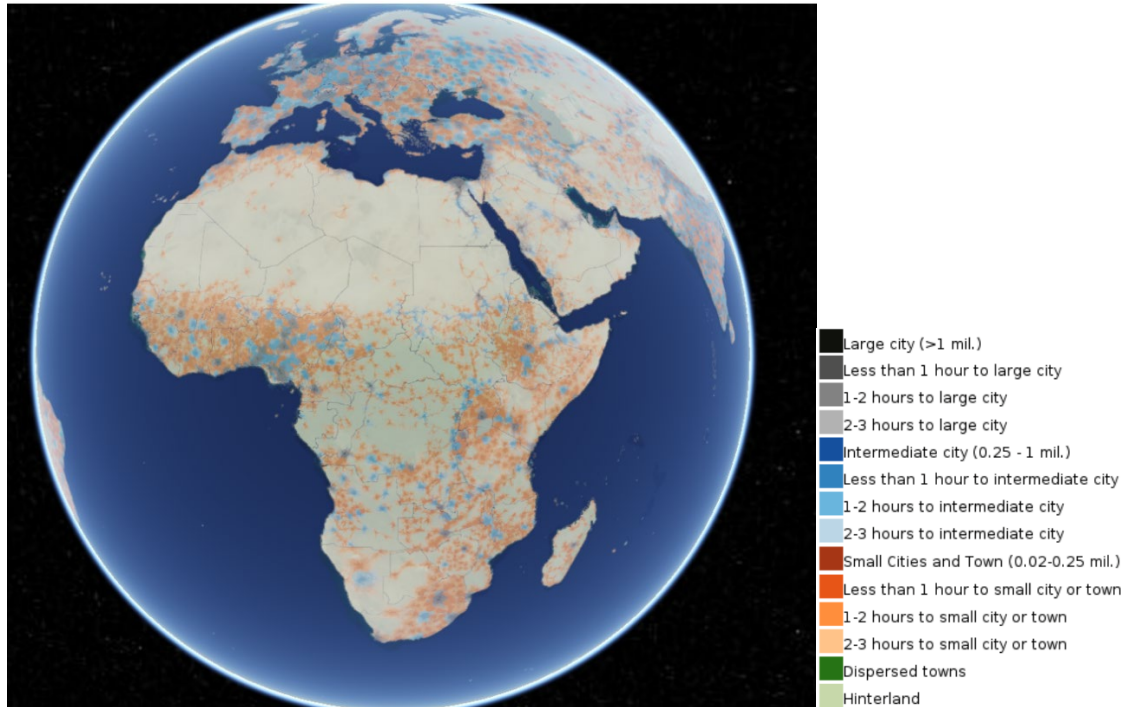 Large city (>1 mil.)
Less than 1 hour to large city
1-2 hours to large city
2-3 hours to large city
Intermediate city (0.25 - 1 mil.)
Less than 1 hour to intermediate city
1-2 hours to intermediate city
2-3 hours to intermediate city
Small Cities and Town (0.02-0.25 mil.)
Less than 1 hour to small city or town
1-2 hours to small city or town
2-3 hours to small city or town
Dispersed towns
Hinterland